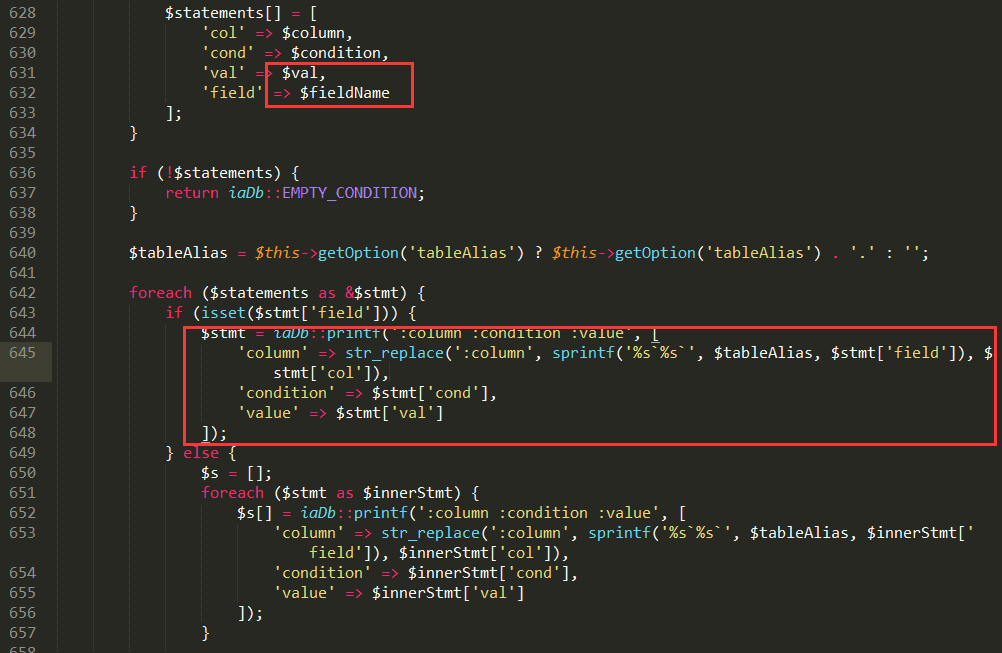 628 $statements[] = [
629 'col' => $column,
630 'cond' => $condition,
631 'val' => $val,
632 'field' => $fieldName
633 ];
634 }
635
636 if (!$statements) {
637 return iaDb::EMPTY_CONDITION;
638 }
639
640 $tableAlias = $this->getOption('tableAlias') ? $this->getOption('tableAlias') . '.' : '';
641
642 foreach ($statements as &$stmt) {
643 if (isset($stmt['field'])) {
644 $stmt = iaDb::printf(':column :condition :value', [
645 'column' => str_replace(':column', sprintf('%s`%s`', $tableAlias, $stmt['field']), $
stmt['col']),
646 'condition' => $stmt['cond'],
647 'value' => $stmt['val']
648 ]);
649 } else {
650 $s = [];
651 foreach ($stmt as $innerStmt) {
652 $s[] = iaDb::printf(':column :condition :value', [
653 'column' => str_replace(':column', sprintf('%s`%s`', $tableAlias, $innerStmt['
field']), $innerStmt['col']),
654 'condition' => $innerStmt['cond'],
655 'value' => $innerStmt['val']
656 ]);
657 }
658